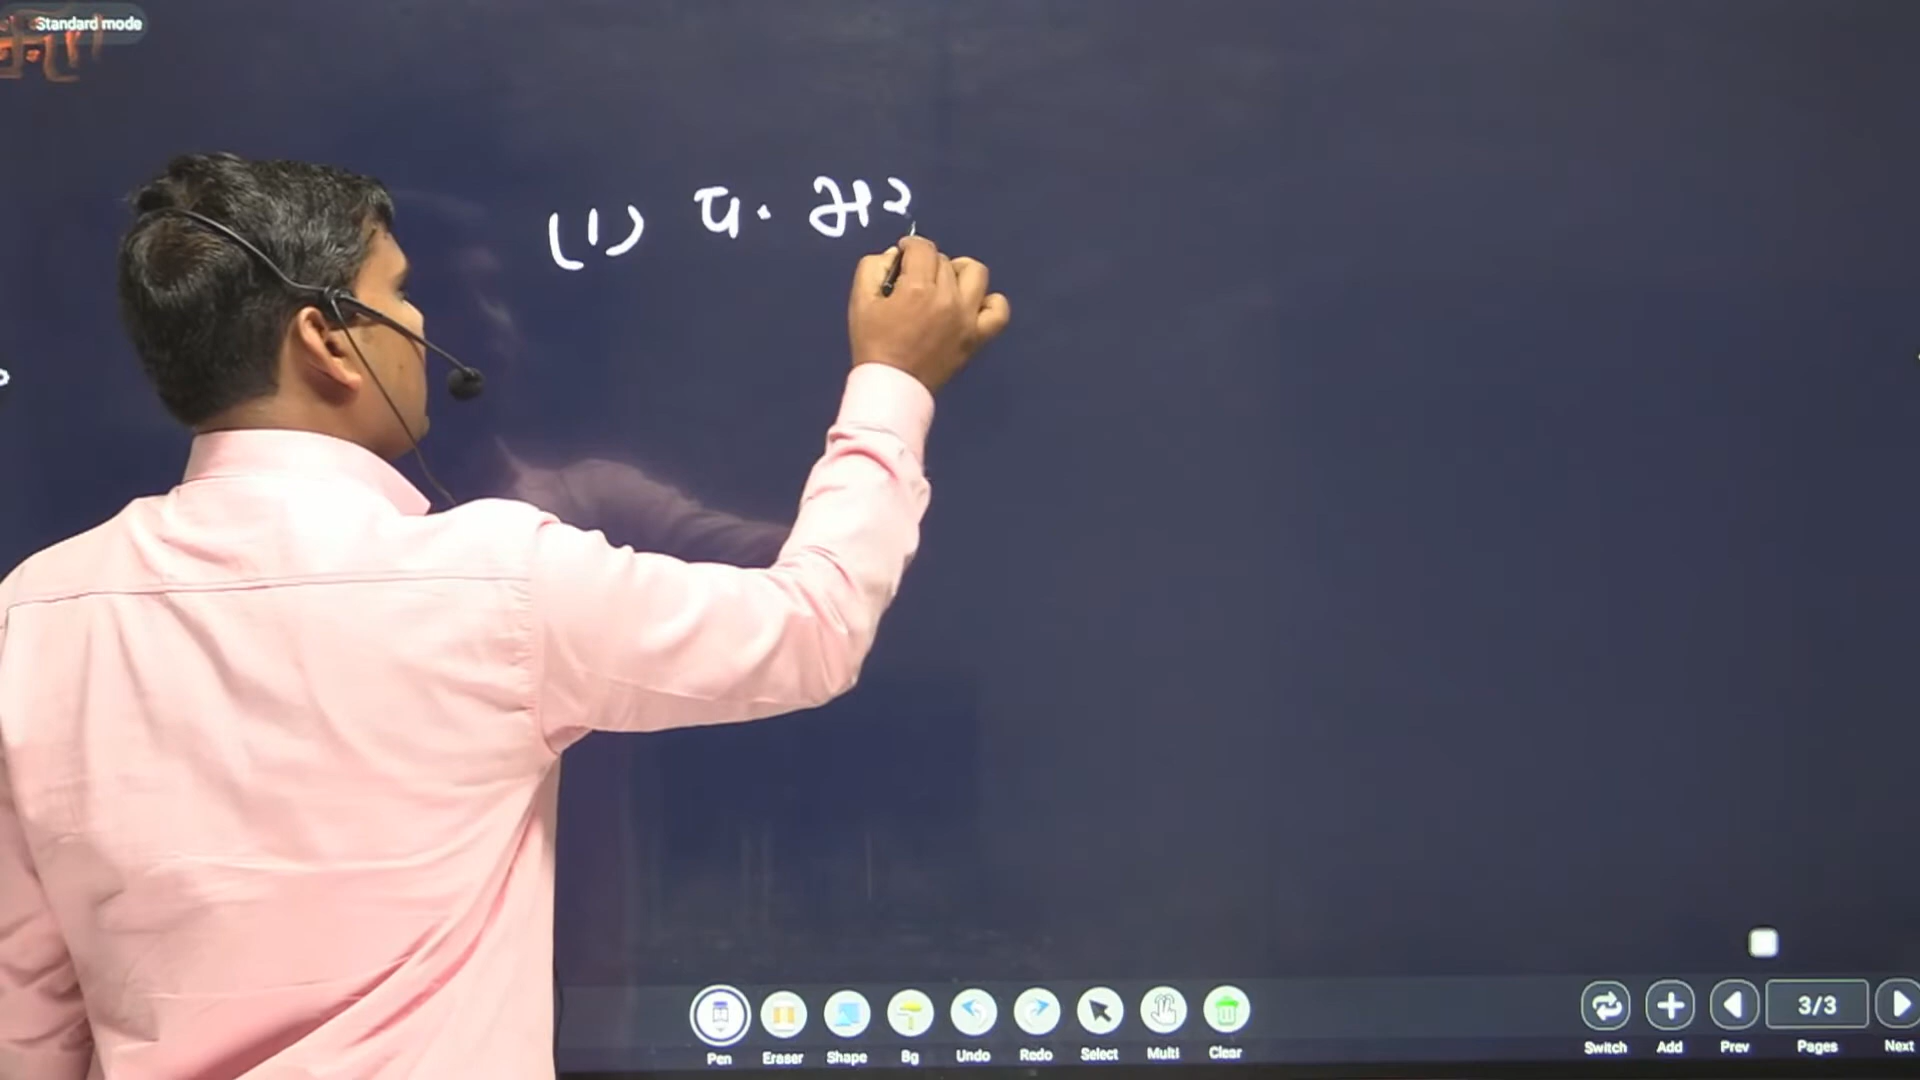 Standard mode
(1) प. भार
Pen Eraser Shape Bg Undo Redo Select Multi Clear
3/3
Switch Add Prev Pages Next